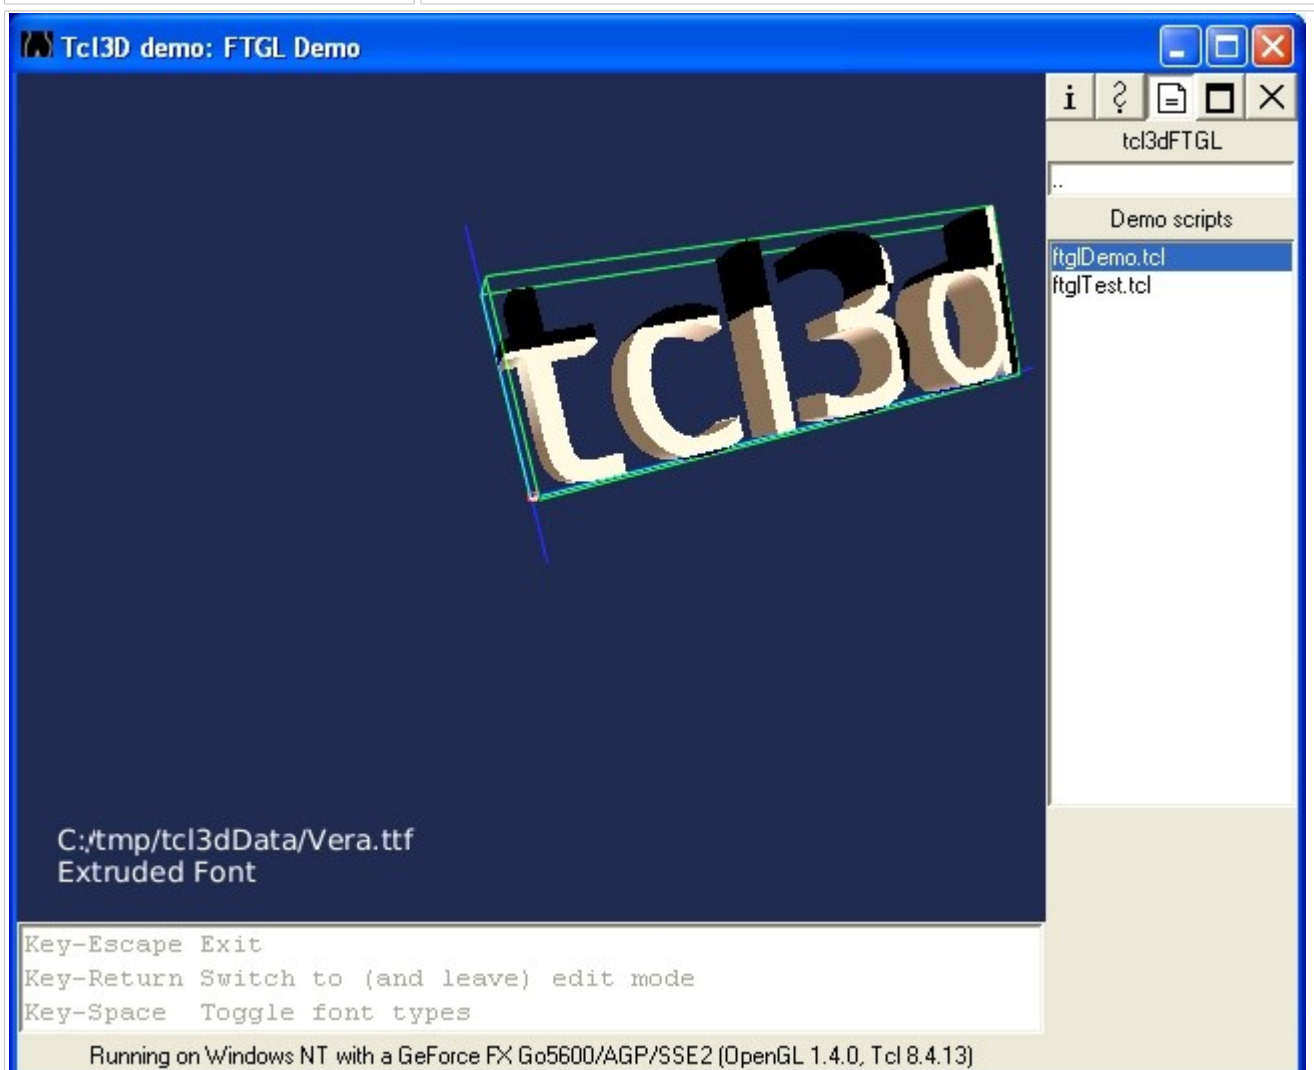 Tcl3D demo: FTGL Demo
tcl3dFTGL
..
Demo scripts
ftglDemo.tcl
ftglTest.tcl
tcl3d
C:/tmp/tcl3dData/Vera.ttf
Extruded Font
Key-Escape Exit
Key-Return Switch to (and leave) edit mode
Key-Space  Toggle font types
Running on Windows NT with a GeForce FX Go5600/AGP/SSE2 (OpenGL 1.4.0, Tcl 8.4.13)